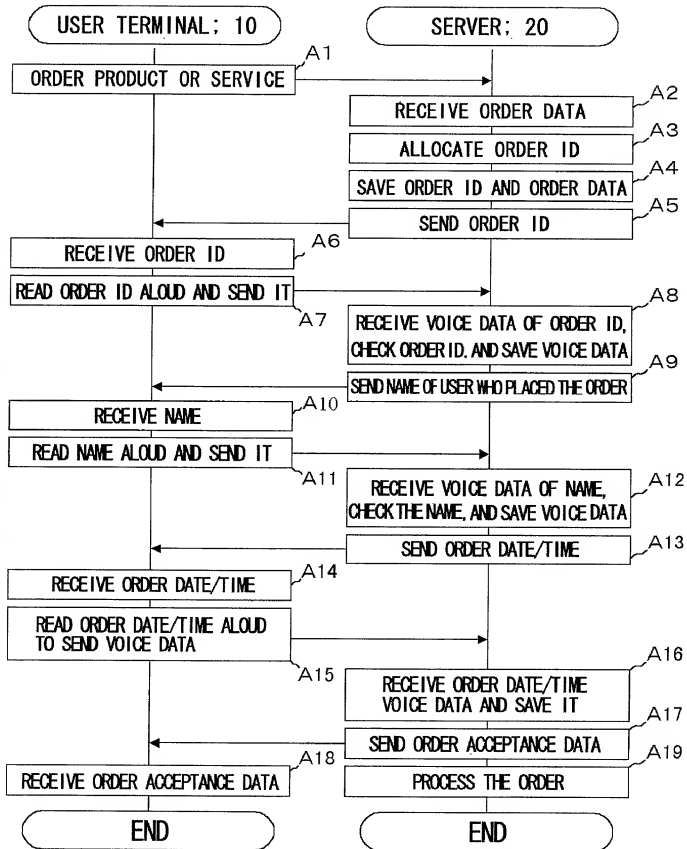 USER TERMINAL; 10
SERVER; 20
A1
ORDER PRODUCT OR SERVICE
A2
RECEIVE ORDER DATA
A3
ALLOCATE ORDER ID
A4
SAVE ORDER ID AND ORDER DATA
A5
SEND ORDER ID
A6
RECEIVE ORDER ID
READ ORDER ID ALOUD AND SEND IT
A7
A8
RECEIVE VOICE DATA OF ORDER ID,
CHECK ORDER ID. AND SAVE VOICE DATA
A9
SEND NAME OF USER WHO PLACED THE ORDER
A10
RECEIVE NAME
READ NAME ALOUD AND SEND IT
A11
A12
RECEIVE VOICE DATA OF NAME,
CHECK THE NAME, AND SAVE VOICE DATA
A13
SEND ORDER DATE/TIME
A14
RECEIVE ORDER DATE/TIME
READ ORDER DATE/TIME ALOUD
TO SEND VOICE DATA
A15
A16
RECEIVE ORDER DATE/TIME
VOICE DATA AND SAVE IT
A17
SEND ORDER ACCEPTANCE DATA
A18
RECEIVE ORDER ACCEPTANCE DATA
A19
PROCESS THE ORDER
END
END